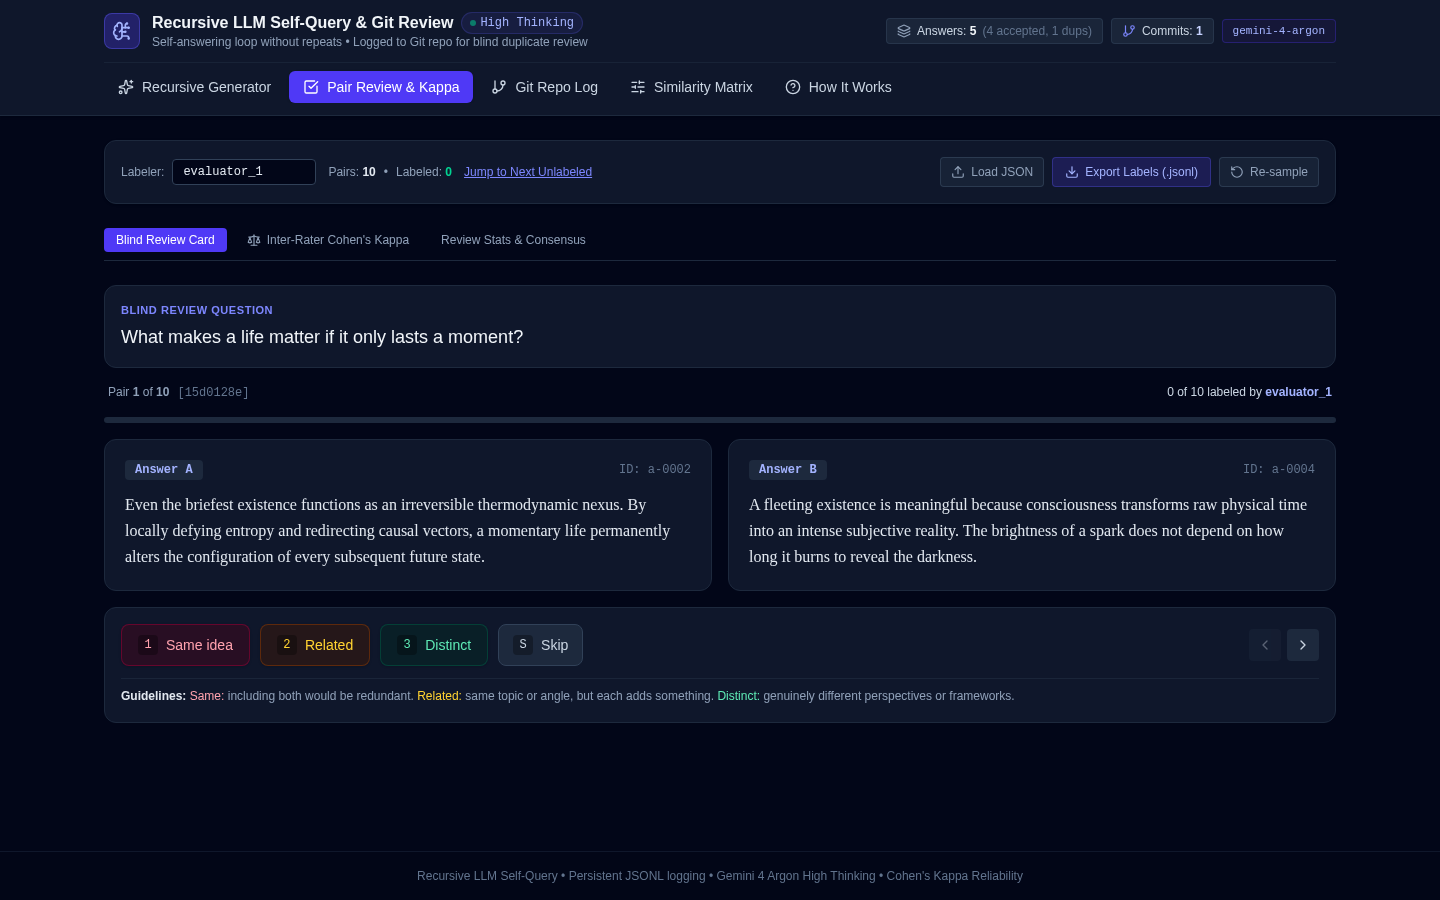 Recursive LLM Self-Query & Git Review High Thinking
Self-answering loop without repeats • Logged to Git repo for blind duplicate review
Answers: 5 (4 accepted, 1 dups) Commits: 1 gemini-4-argon
Recursive Generator Pair Review & Kappa Git Repo Log Similarity Matrix How It Works
Labeler: evaluator_1 Pairs: 10 • Labeled: 0 Jump to Next Unlabeled Load JSON Export Labels (.jsonl) Re-sample
Blind Review Card Inter-Rater Cohen's Kappa Review Stats & Consensus
BLIND REVIEW QUESTION
What makes a life matter if it only lasts a moment?
Pair 1 of 10 [15d0128e] 0 of 10 labeled by evaluator_1
Answer A ID: a-0002
Even the briefest existence functions as an irreversible thermodynamic nexus. By
locally defying entropy and redirecting causal vectors, a momentary life permanently
alters the configuration of every subsequent future state.
Answer B ID: a-0004
A fleeting existence is meaningful because consciousness transforms raw physical time
into an intense subjective reality. The brightness of a spark does not depend on how
long it burns to reveal the darkness.
1 Same idea 2 Related 3 Distinct S Skip
Guidelines: Same: including both would be redundant. Related: same topic or angle, but each adds something. Distinct: genuinely different perspectives or frameworks.
Recursive LLM Self-Query • Persistent JSONL logging • Gemini 4 Argon High Thinking • Cohen's Kappa Reliability